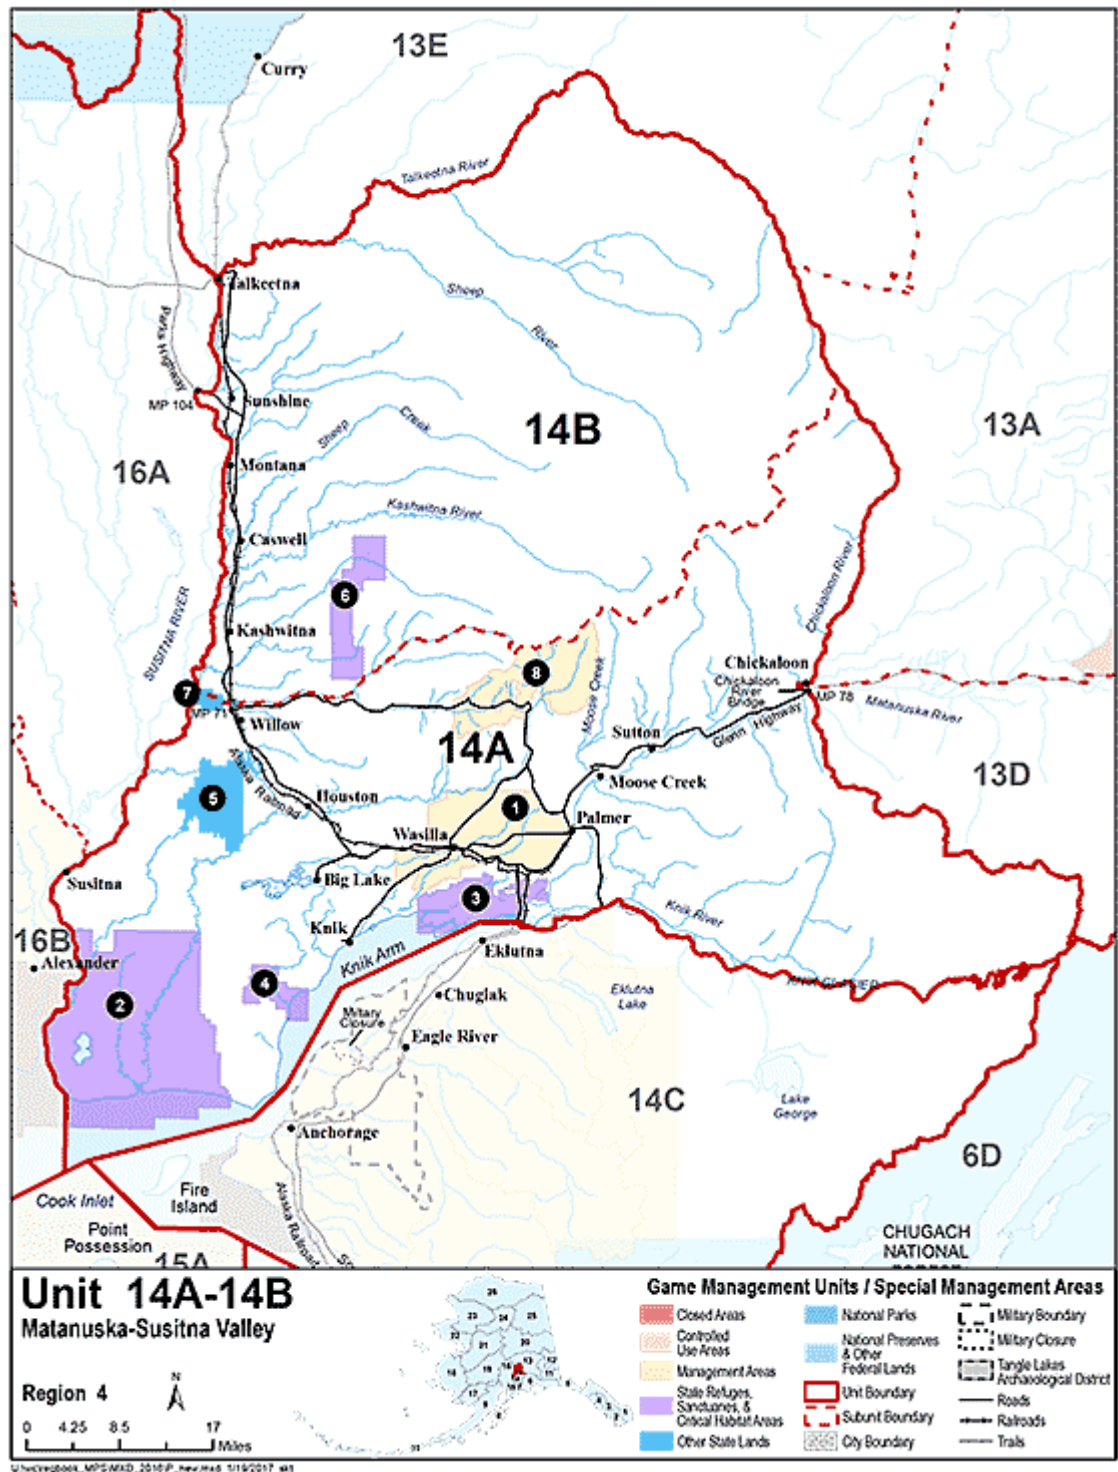 13E
Curry
Talkeetna River
Talkeetna
Sheep
River
Parks Highway
MP 104
Sunshine
Sheep
Creek
14B
13A
16A
Montana
Kashwitna River
Caswell
Chickaloon River
6
SUSITNA RIVER
Kashwitna
8
Moose Creek
Chickaloon
Chickaloon
River
Bridge
MP 78
7
MP 71
Willow
Matanuska River
Glenn Highway
Sutton
14A
Alaska Railroad
13D
Moose Creek
5
Houston
1
Palmer
Wasilla
Susitna
Big Lake
3
Knik River
Knik
16B
Knik Arm
Eklutna
Alexander
KNIK GLACIER
4
2
Chugiak
Eklutna
Lake
Military
Closure
Eagle River
14C
Lake
George
Anchorage
6D
Cook Inlet
Fire
Island
Alaska Railroad
Point
Possession
CHUGACH
NATIONAL
15A
Unit 14A-14B
Matanuska-Susitna Valley
Region 4
N
0 4.25 8.5 17
Miles
Game Management Units / Special Management Areas
Closed Areas
Controlled
Use Areas
Management Areas
State Refuges,
Sanctuaries, &
Critical Habitat Areas
Other State Lands
National Parks
National Preserves
& Other
Federal Lands
Unit Boundary
Subunit Boundary
City Boundary
Military Boundary
Military Closure
Tangle Lakes
Archaeological District
Roads
Railroads
Trails